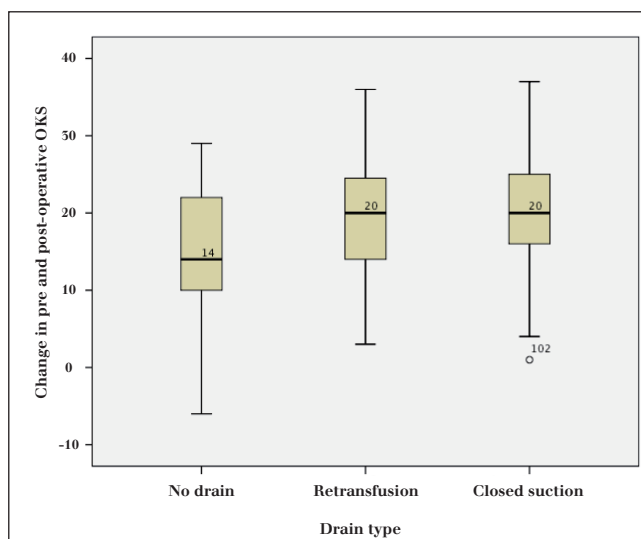 Change in pre and post-operative OKS
40
30
20
10
0
-10
14
20
20
102
No drain
Retransfusion
Closed suction
Drain type